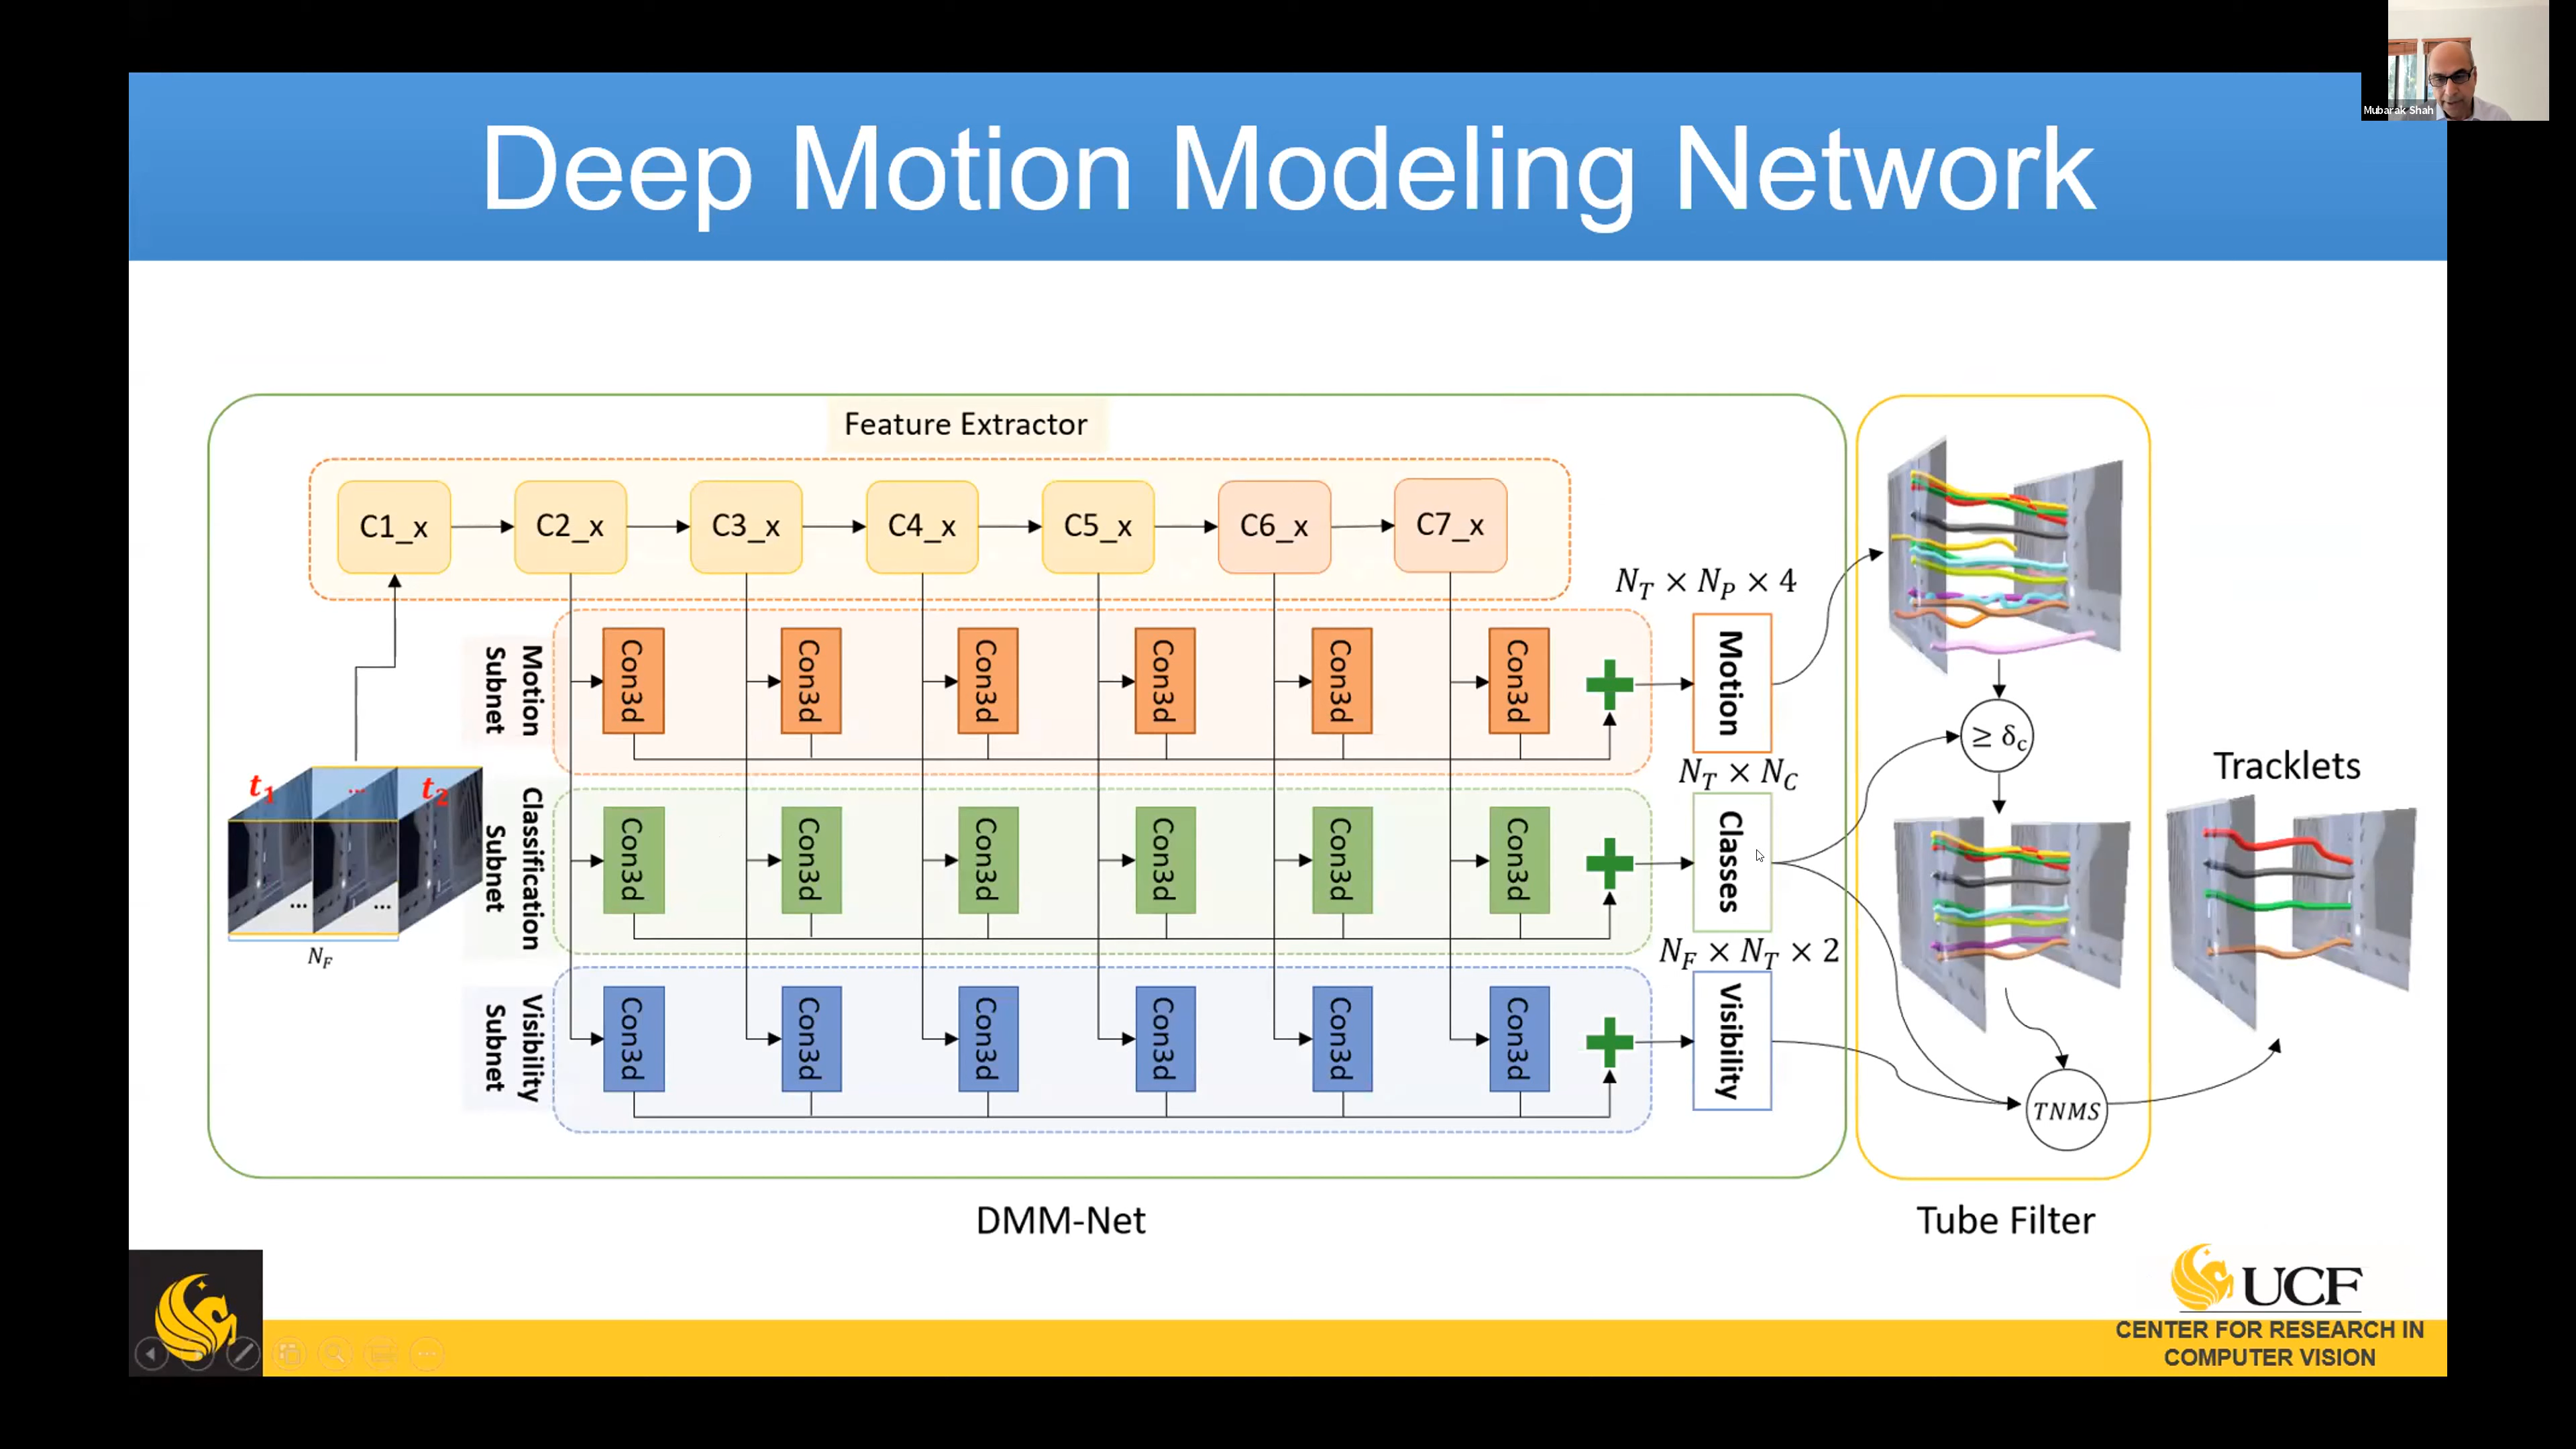 Mubarak Shah
Deep Motion Modeling Network
Feature Extractor
C1_x
C2_x
C3_x
C4_x
C5_x
C6_x
C7_x
N_T × N_P × 4
Motion
Subnet
Con3d
Con3d
Con3d
Con3d
Con3d
Con3d
Motion
≥ δ_c
t_1
...
t_2
...
...
N_F
N_T × N_C
Classification
Subnet
Con3d
Con3d
Con3d
Con3d
Con3d
Con3d
Classes
Tracklets
N_F × N_T × 2
Visibility
Subnet
Con3d
Con3d
Con3d
Con3d
Con3d
Con3d
Visibility
TNMS
DMM-Net
Tube Filter
UCF
CENTER FOR RESEARCH IN
COMPUTER VISION